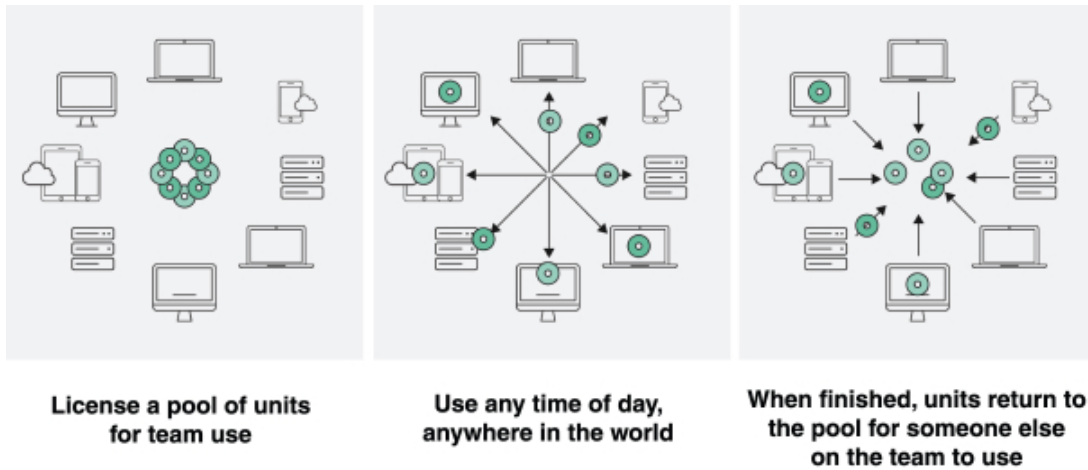 License a pool of units
for team use
Use any time of day,
anywhere in the world
When finished, units return to
the pool for someone else
on the team to use